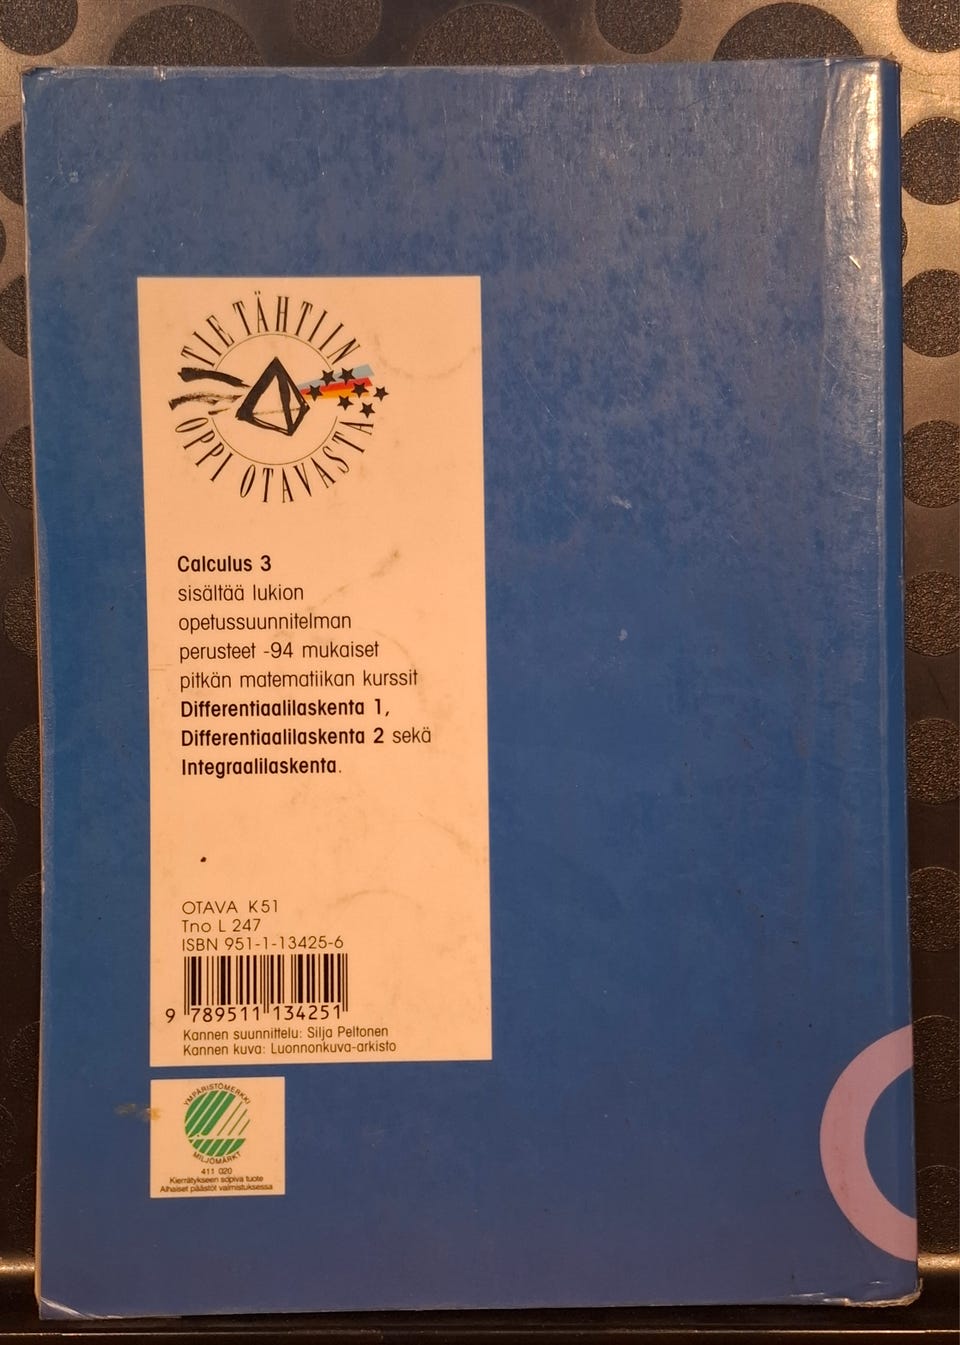 TIE TÄHTIIN
OPPI OTAVASTA
Calculus 3
sisältää lukion
opetussuunnitelman
perusteet -94 mukaiset
pitkän matematiikan kurssit
Differentiaalilaskenta 1,
Differentiaalilaskenta 2 sekä
Integraalilaskenta.
OTAVA K51
Tno L 247
ISBN 951-1-13425-6
9 789511 134251
Kannen suunnittelu: Silja Peltonen
Kannen kuva: Luonnonkuva-arkisto
YMPÄRISTÖMERKKI
MILJÖMÄRKT
411 020
Kierrätykseen sopiva tuote
Alhaiset päästöt valmistuksessa